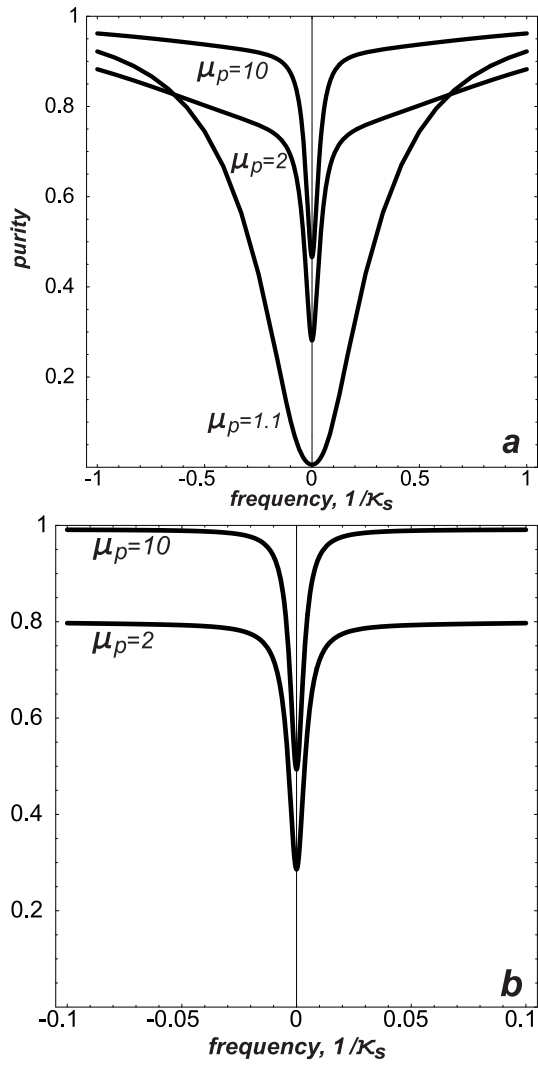 1
μp=10
0.8
μp=2
0.6
purity
0.4
0.2
μp=1.1
a
-1 -0.5 0 0.5 1
frequency, 1/κs
1
μp=10
0.8
μp=2
0.6
0.4
0.2
b
-0.1 -0.05 0 0.05 0.1
frequency, 1/κs